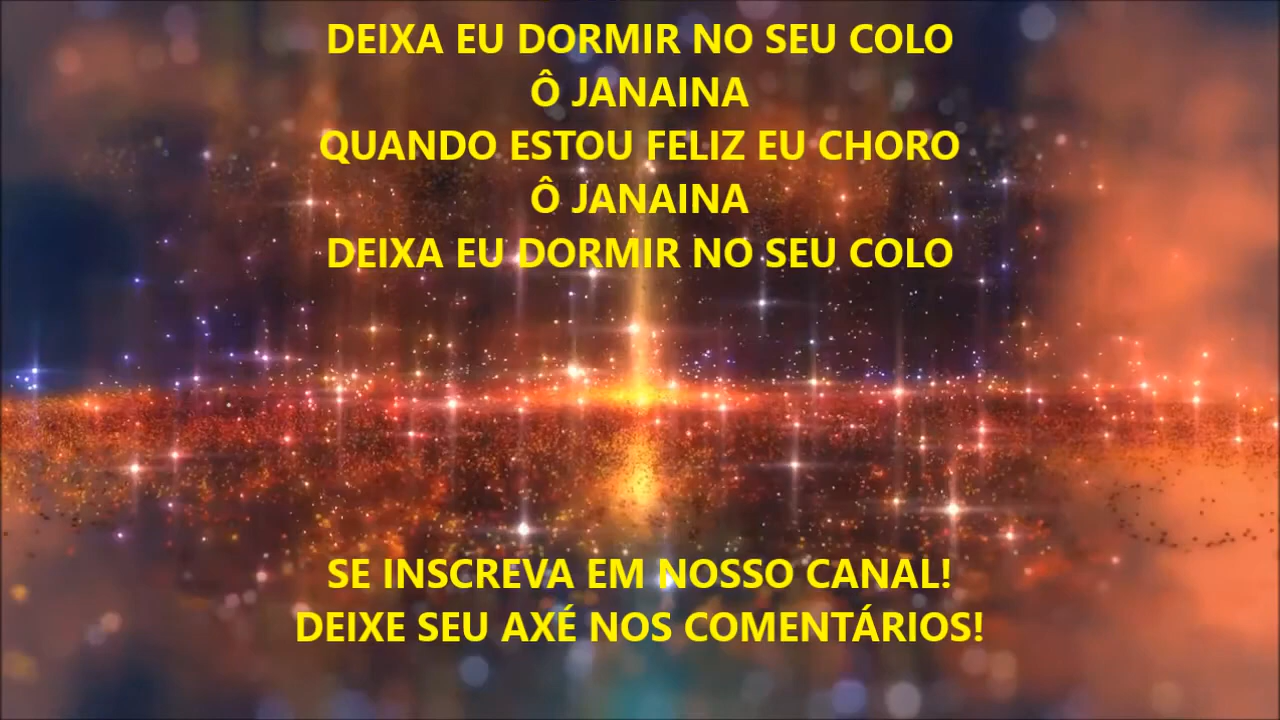 DEIXA EU DORMIR NO SEU COLO
Ô JANAINA
QUANDO ESTOU FELIZ EU CHORO
Ô JANAINA
DEIXA EU DORMIR NO SEU COLO
SE INSCREVA EM NOSSO CANAL!
DEIXE SEU AXÉ NOS COMENTÁRIOS!